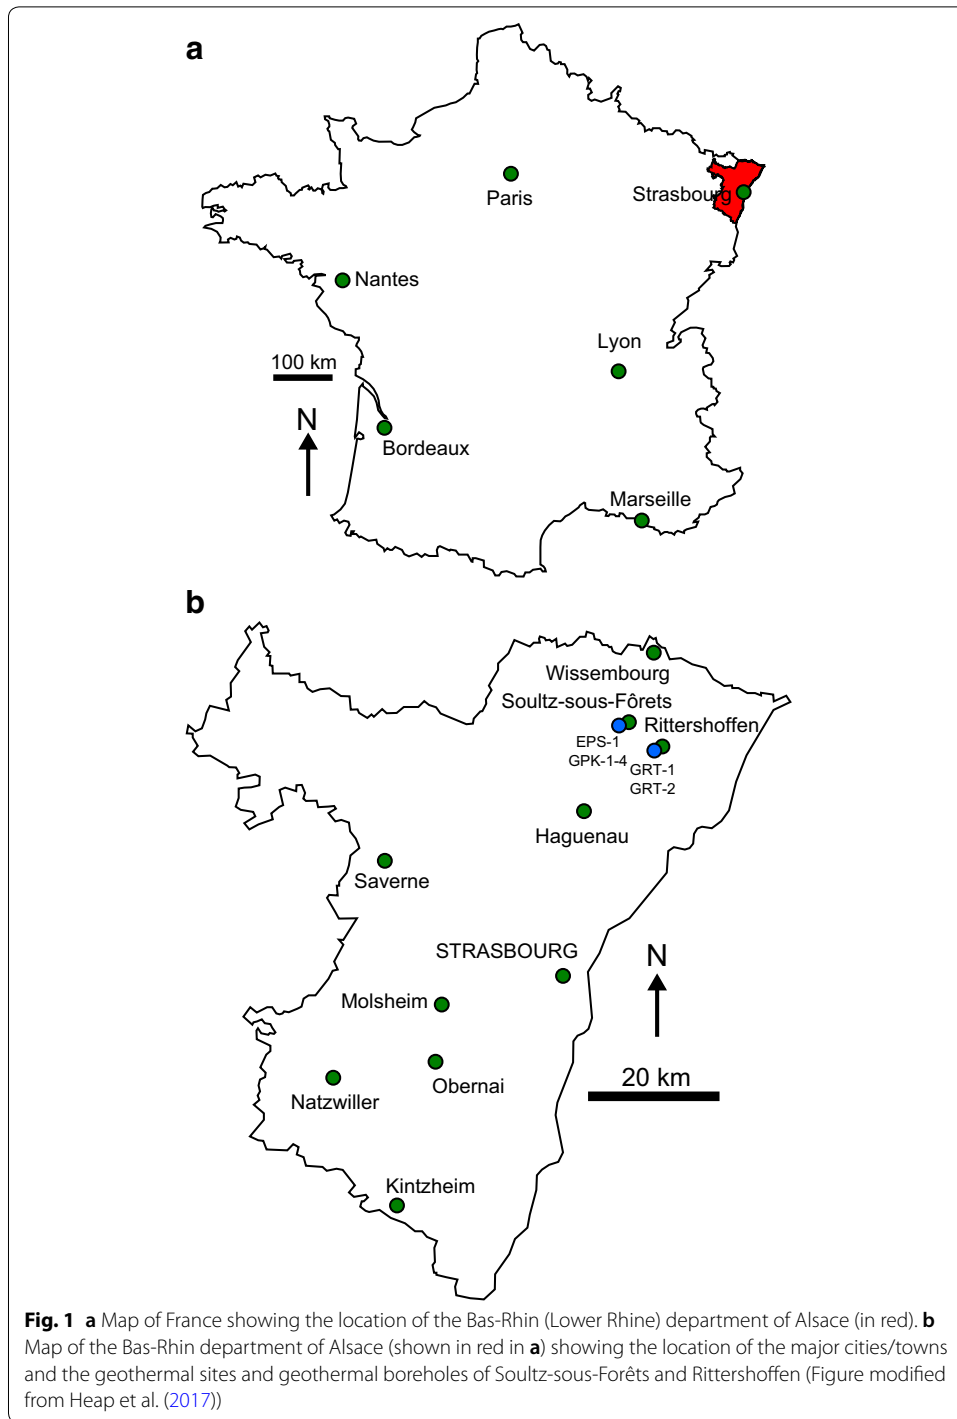 a
Paris
Strasbourg
Nantes
Lyon
100 km
N
Bordeaux
Marseille
b
Wissembourg
Soultz-sous-Fôrets
Rittershoffen
EPS-1
GPK-1-4
GRT-1
GRT-2
Haguenau
Saverne
STRASBOURG
N
Molsheim
20 km
Obernai
Natzwiller
Kintzheim
Fig. 1 a Map of France showing the location of the Bas-Rhin (Lower Rhine) department of Alsace (in red). b
Map of the Bas-Rhin department of Alsace (shown in red in a) showing the location of the major cities/towns
and the geothermal sites and geothermal boreholes of Soultz-sous-Forêts and Rittershoffen (Figure modified
from Heap et al. (2017))